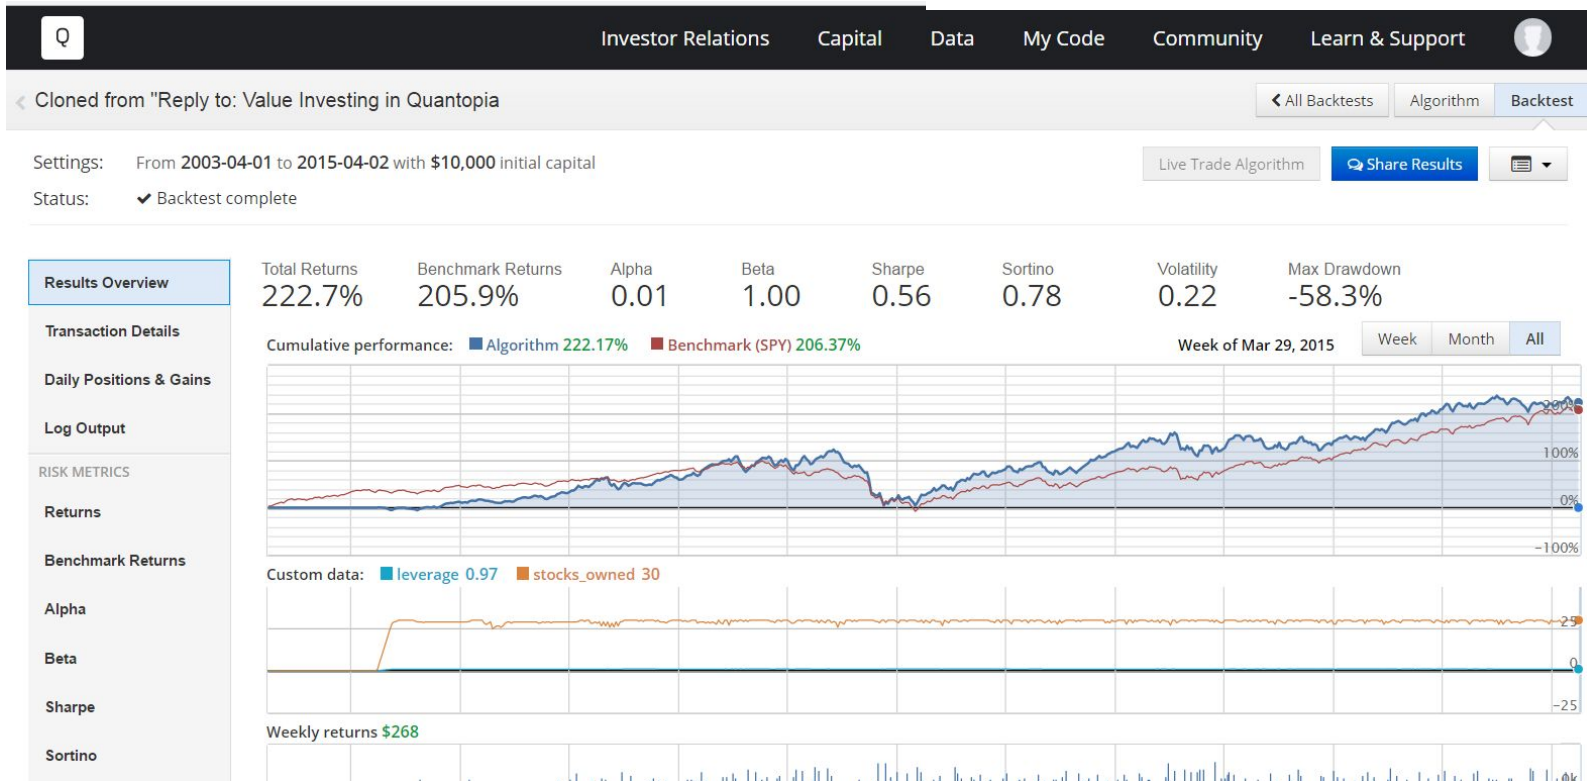 Q Investor Relations Capital Data My Code Community Learn & Support
Cloned from "Reply to: Value Investing in Quantopia All Backtests Algorithm Backtest
Settings: From 2003-04-01 to 2015-04-02 with $10,000 initial capital Live Trade Algorithm Share Results
Status: Backtest complete
Results Overview
Transaction Details
Daily Positions & Gains
Log Output
RISK METRICS
Returns
Benchmark Returns
Alpha
Beta
Sharpe
Sortino
Total Returns Benchmark Returns Alpha Beta Sharpe Sortino Volatility Max Drawdown
222.7% 205.9% 0.01 1.00 0.56 0.78 0.22 -58.3%
Cumulative performance: Algorithm 222.17% Benchmark (SPY) 206.37% Week of Mar 29, 2015 Week Month All
200%
100%
0%
-100%
Custom data: leverage 0.97 stocks_owned 30
25
0
-25
Weekly returns $268